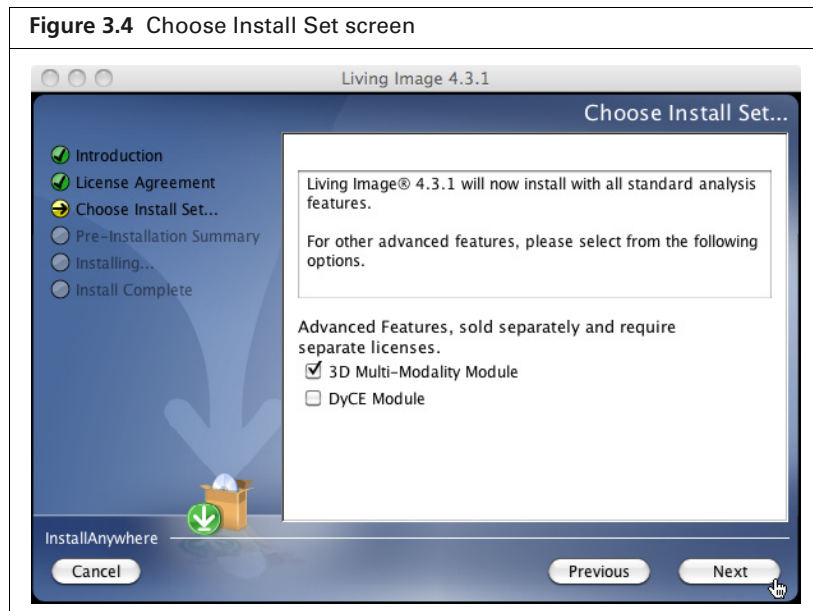 Figure 3.4 Choose Install Set screen
Living Image 4.3.1
Choose Install Set...
Introduction
License Agreement
Choose Install Set...
Pre-Installation Summary
Installing...
Install Complete
Living Image® 4.3.1 will now install with all standard analysis
features.
For other advanced features, please select from the following
options.
Advanced Features, sold separately and require
separate licenses.
3D Multi-Modality Module
DyCE Module
InstallAnywhere
Cancel
Previous
Next